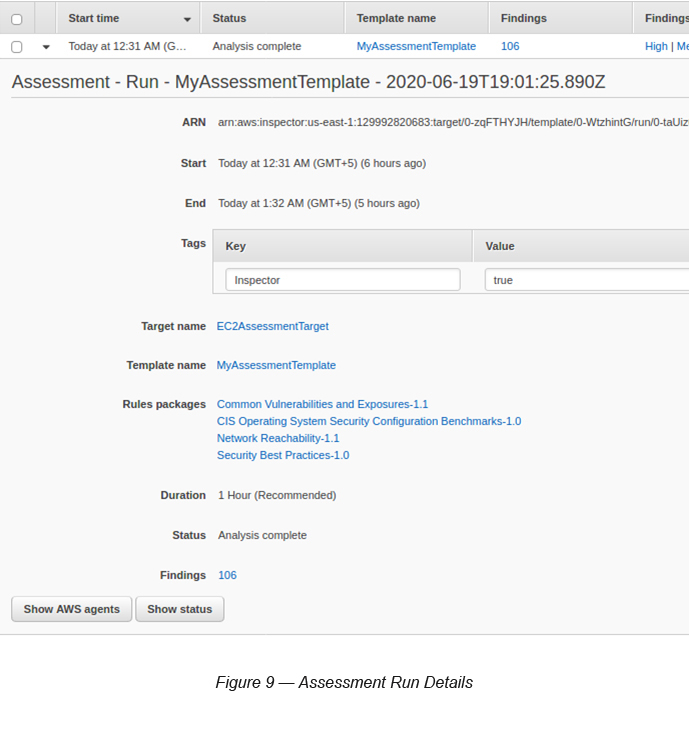 Start time Status Template name Findings Findings
Today at 12:31 AM (G... Analysis complete MyAssessmentTemplate 106 High | Me
Assessment - Run - MyAssessmentTemplate - 2020-06-19T19:01:25.890Z
ARN arn:aws:inspector:us-east-1:129992820683:target/0-zqFTHYJH/template/0-WtzhintG/run/0-taUiz
Start Today at 12:31 AM (GMT+5) (6 hours ago)
End Today at 1:32 AM (GMT+5) (5 hours ago)
Tags Key Value
Inspector true
Target name EC2AssessmentTarget
Template name MyAssessmentTemplate
Rules packages Common Vulnerabilities and Exposures-1.1
CIS Operating System Security Configuration Benchmarks-1.0
Network Reachability-1.1
Security Best Practices-1.0
Duration 1 Hour (Recommended)
Status Analysis complete
Findings 106
Show AWS agents Show status
Figure 9 — Assessment Run Details